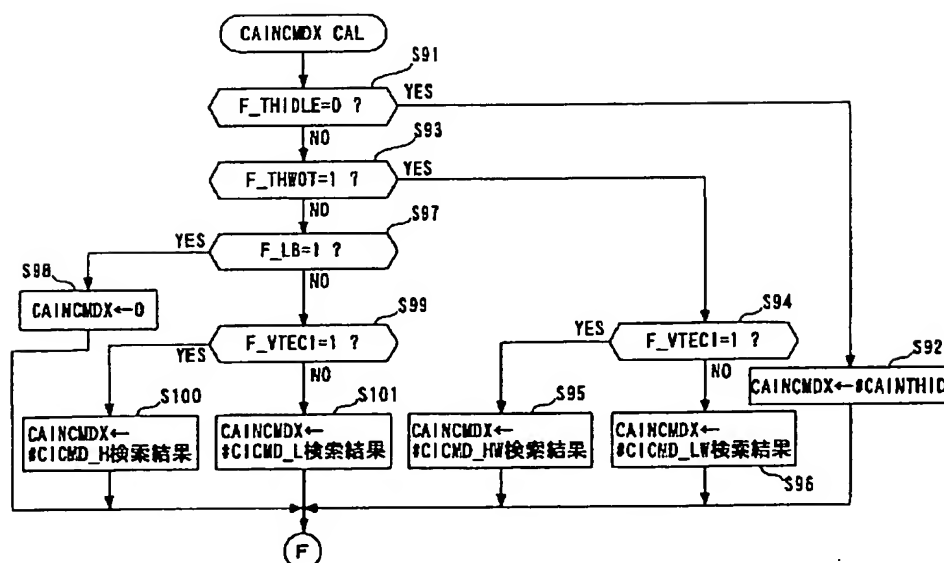 CAINCMDX CAL
S91
F_THIDLE=0 ?
YES
NO
S93
F_THWOT=1 ?
YES
NO
S97
F_LB=1 ?
YES
NO
S98
CAINCMDX←0
S99
F_VTEC1=1 ?
YES
NO
S94
F_VTEC1=1 ?
YES
NO
S92
CAINCMDX←#CAINTHID
S100
CAINCMDX←
#CICMD_H検索結果
S101
CAINCMDX←
#CICMD_L検索結果
S95
CAINCMDX←
#CICMD_HW検索結果
CAINCMDX←
#CICMD_LW検索結果
S96
F